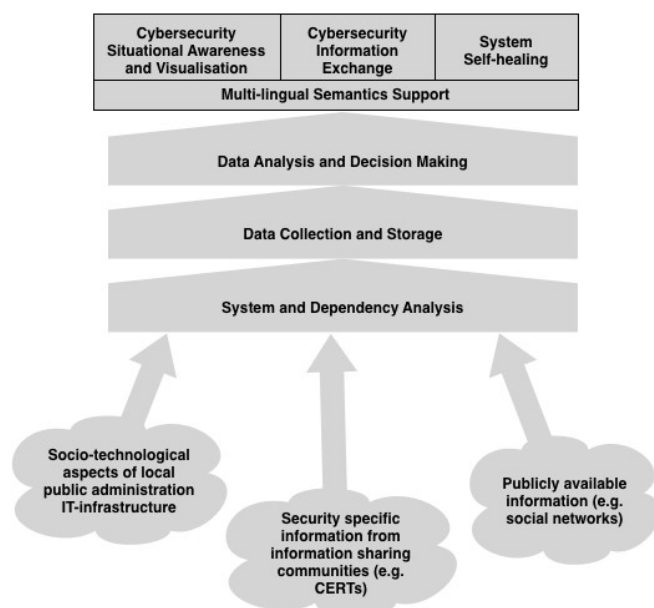 Cybersecurity
Situational Awareness
and Visualisation
Cybersecurity
Information
Exchange
System
Self-healing
Multi-lingual Semantics Support
Data Analysis and Decision Making
Data Collection and Storage
System and Dependency Analysis
Socio-technological
aspects of local
public administration
IT-infrastructure
Security specific
information from
information sharing
communities (e.g.
CERTs)
Publicly available
information (e.g.
social networks)